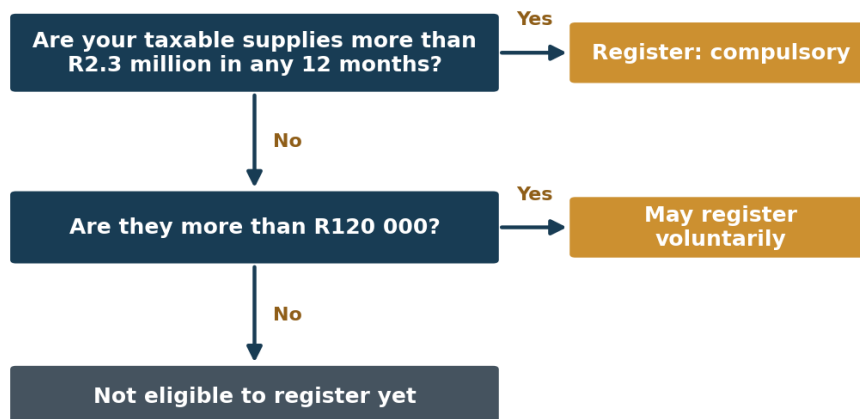 Are your taxable supplies more than
R2.3 million in any 12 months?
Yes
Register: compulsory
No
Are they more than R120 000?
Yes
May register
voluntarily
No
Not eligible to register yet